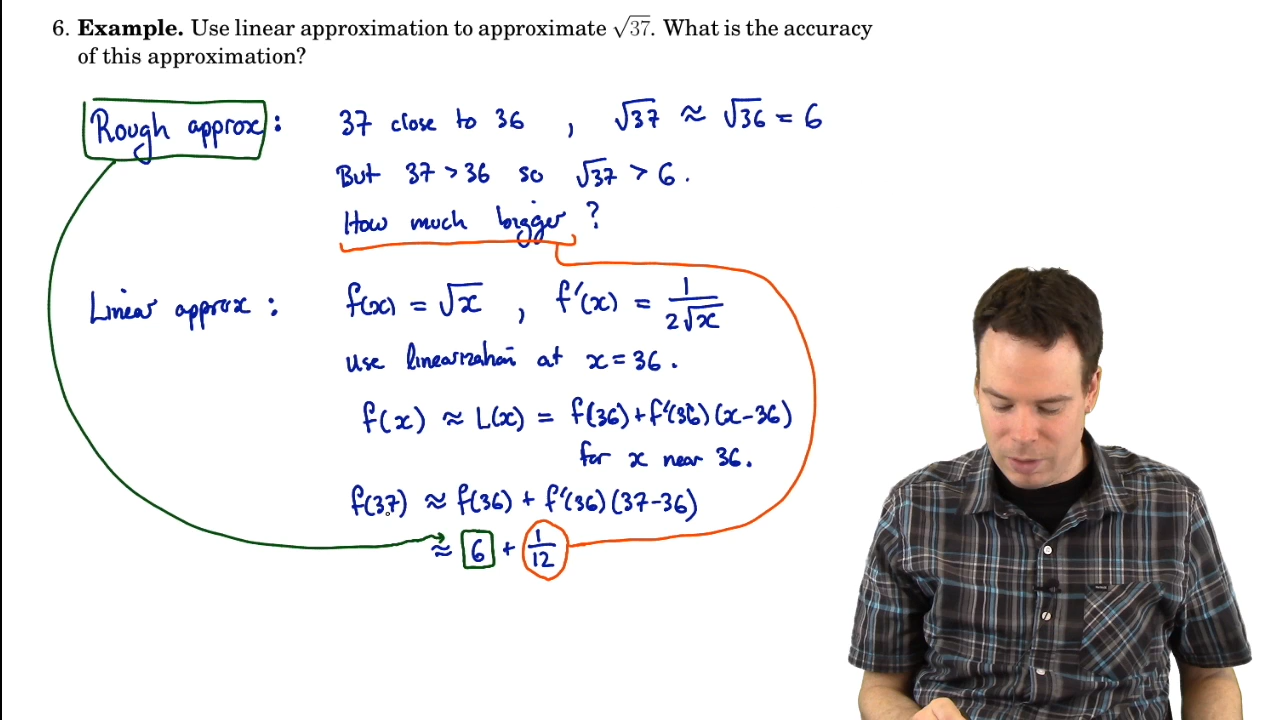 6. Example. Use linear approximation to approximate √37. What is the accuracy
of this approximation?
Rough approx: 37 close to 36 , √37 ≈ √36 = 6
But 37 > 36 so √37 > 6.
How much bigger ?
Linear approx: f(x) = √x , f'(x) = 1/(2√x)
use linearization at x = 36.
f(x) ≈ L(x) = f(36)+f'(36)(x-36)
for x near 36.
f(37) ≈ f(36) + f'(36)(37-36)
≈ 6 + 1/12